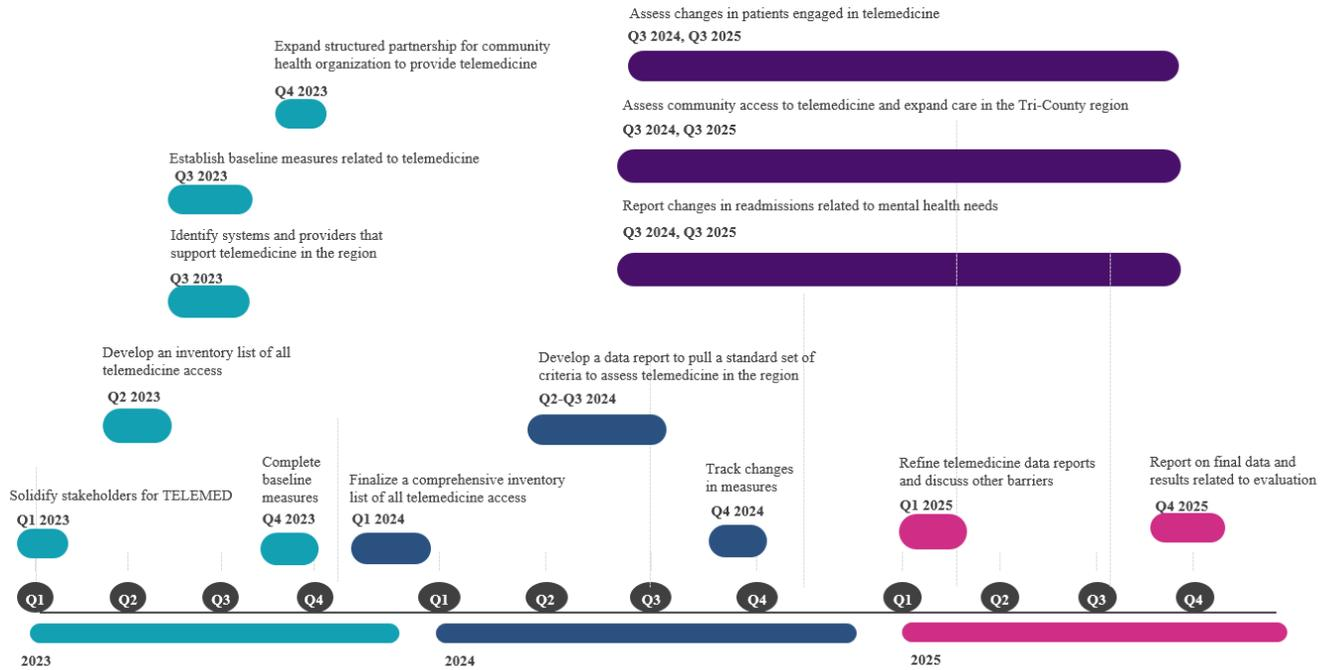 Assess changes in patients engaged in telemedicine
Q3 2024, Q3 2025
Expand structured partnership for community
health organization to provide telemedicine
Q4 2023
Assess community access to telemedicine and expand care in the Tri-County region
Q3 2024, Q3 2025
Establish baseline measures related to telemedicine
Q3 2023
Report changes in readmissions related to mental health needs
Q3 2024, Q3 2025
Identify systems and providers that
support telemedicine in the region
Q3 2023
Develop an inventory list of all
telemedicine access
Q2 2023
Develop a data report to pull a standard set of
criteria to assess telemedicine in the region
Q2-Q3 2024
Solidify stakeholders for TELEMED
Q1 2023
Complete
baseline
measures
Q4 2023
Finalize a comprehensive inventory
list of all telemedicine access
Q1 2024
Track changes
in measures
Q4 2024
Refine telemedicine data reports
and discuss other barriers
Q1 2025
Report on final data and
results related to evaluation
Q4 2025
Q1 Q2 Q3 Q4 Q1 Q2 Q3 Q4 Q1 Q2 Q3 Q4
2023 2024 2025